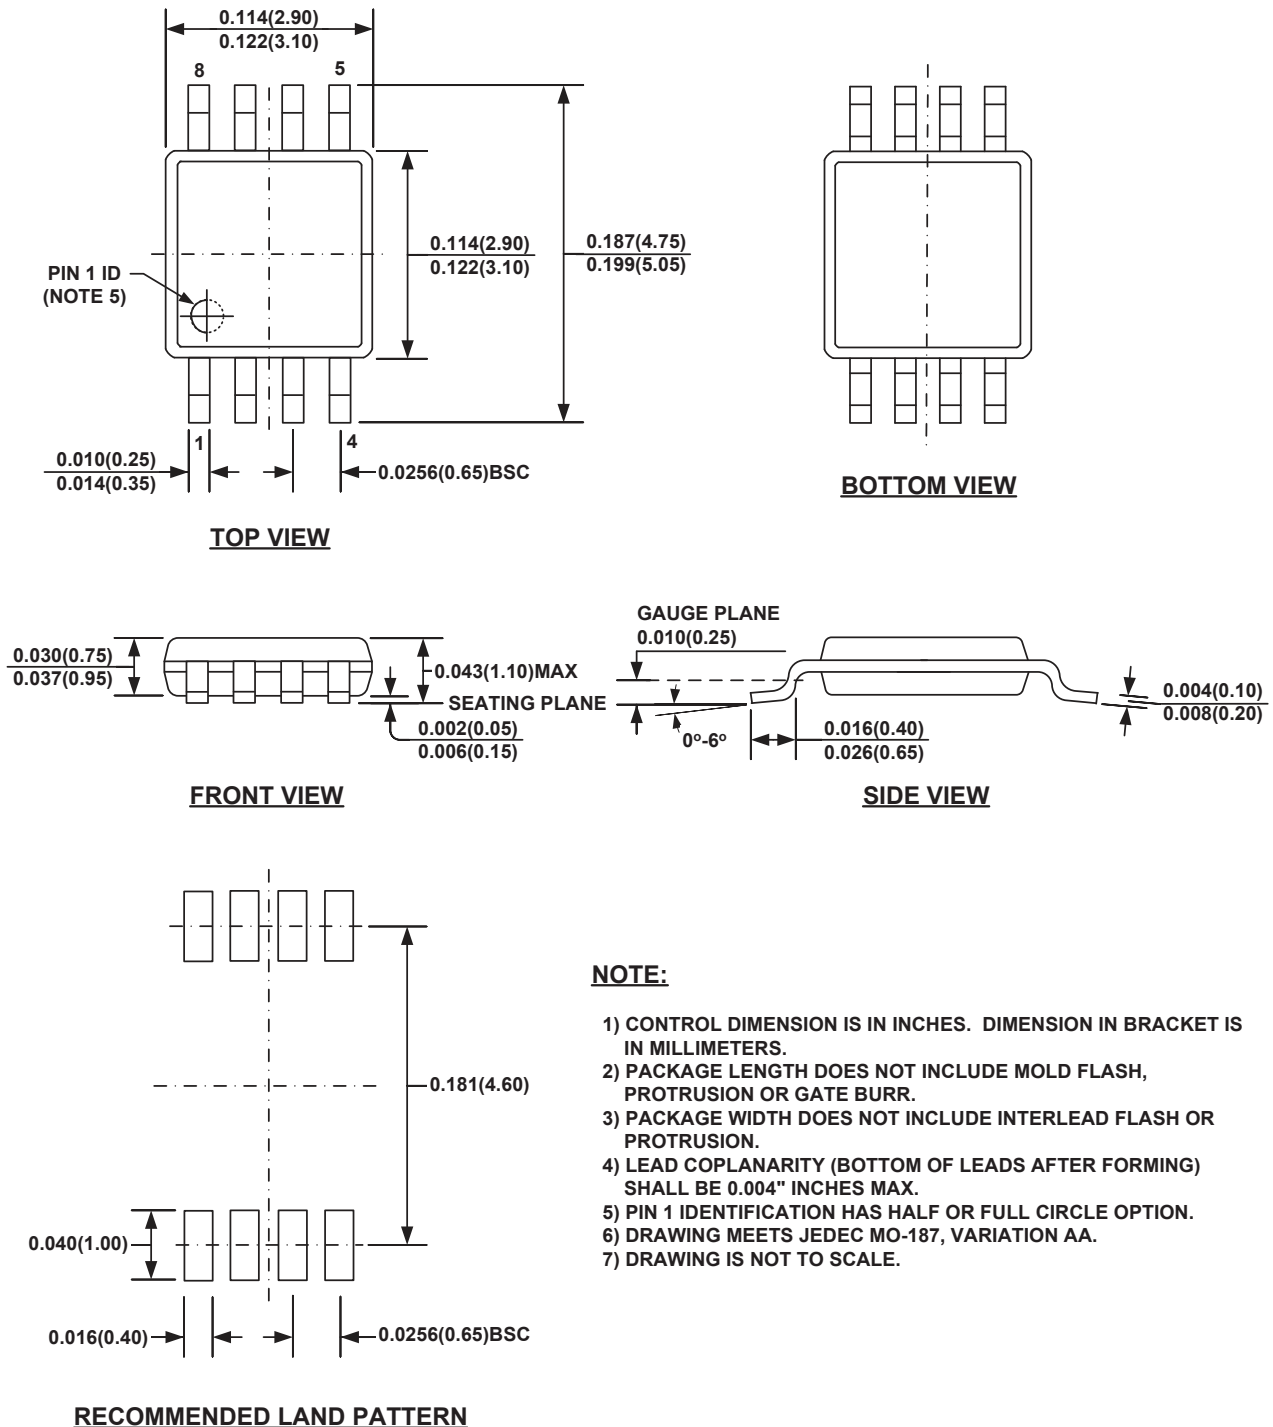 0.114(2.90)
0.122(3.10)
8
5
0.114(2.90)
0.122(3.10)
0.187(4.75)
0.199(5.05)
PIN 1 ID
(NOTE 5)
1
4
0.010(0.25)
0.014(0.35)
0.0256(0.65)BSC
TOP VIEW
BOTTOM VIEW
0.030(0.75)
0.037(0.95)
0.043(1.10)MAX
SEATING PLANE
0.002(0.05)
0.006(0.15)
FRONT VIEW
GAUGE PLANE
0.010(0.25)
0°-6°
0.016(0.40)
0.026(0.65)
0.004(0.10)
0.008(0.20)
SIDE VIEW
0.181(4.60)
0.040(1.00)
0.016(0.40)
0.0256(0.65)BSC
RECOMMENDED LAND PATTERN
NOTE:
1) CONTROL DIMENSION IS IN INCHES. DIMENSION IN BRACKET IS
IN MILLIMETERS.
2) PACKAGE LENGTH DOES NOT INCLUDE MOLD FLASH,
PROTRUSION OR GATE BURR.
3) PACKAGE WIDTH DOES NOT INCLUDE INTERLEAD FLASH OR
PROTRUSION.
4) LEAD COPLANARITY (BOTTOM OF LEADS AFTER FORMING)
SHALL BE 0.004" INCHES MAX.
5) PIN 1 IDENTIFICATION HAS HALF OR FULL CIRCLE OPTION.
6) DRAWING MEETS JEDEC MO-187, VARIATION AA.
7) DRAWING IS NOT TO SCALE.